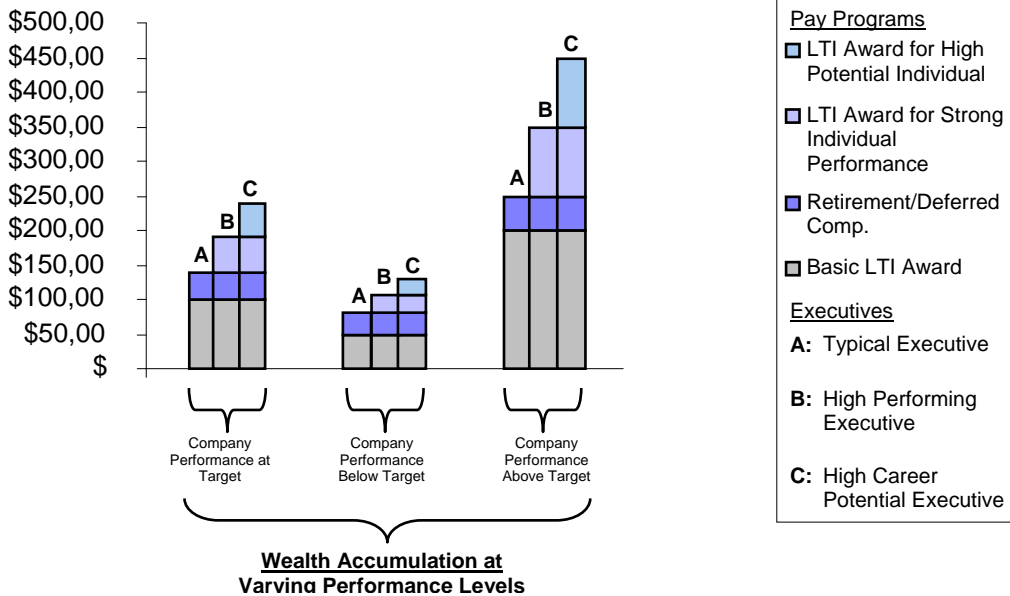 $500,00
$450,00
$400,00
$350,00
$300,00
$250,00
$200,00
$150,00
$100,00
$50,00
$
A
B
C
A
B
C
A
B
C
Company
Performance at
Target
Company
Performance
Below Target
Company
Performance
Above Target
Wealth Accumulation at
Varying Performance Levels
Pay Programs
LTI Award for High
Potential Individual
LTI Award for Strong
Individual
Performance
Retirement/Deferred
Comp.
Basic LTI Award
Executives
A: Typical Executive
B: High Performing
Executive
C: High Career
Potential Executive